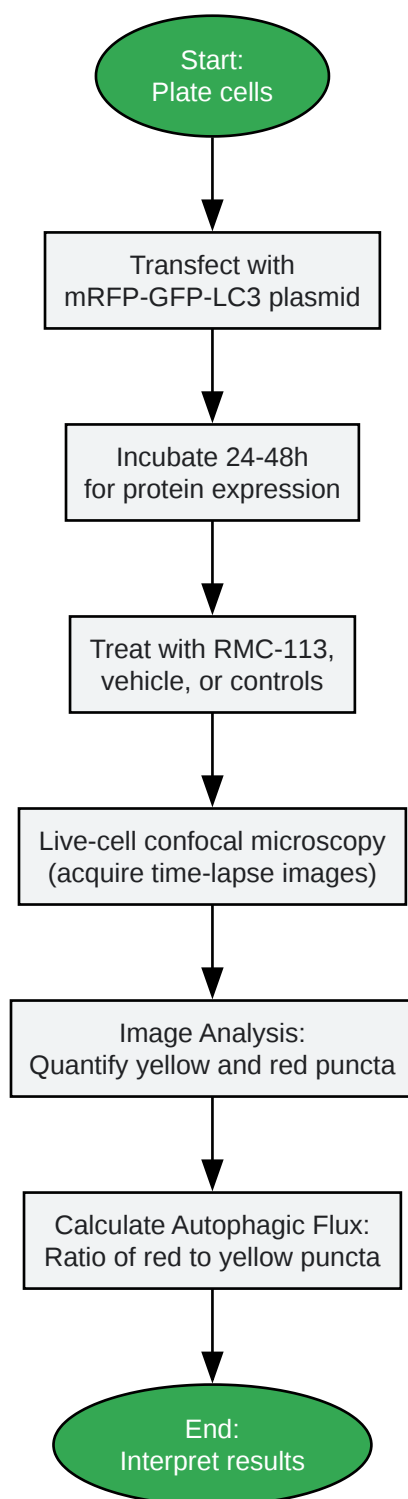 Start:
Plate cells
Transfect with
mRFP-GFP-LC3 plasmid
Incubate 24-48h
for protein expression
Treat with RMC-113,
vehicle, or controls
Live-cell confocal microscopy
(acquire time-lapse images)
Image Analysis:
Quantify yellow and red puncta
Calculate Autophagic Flux:
Ratio of red to yellow puncta
End:
Interpret results